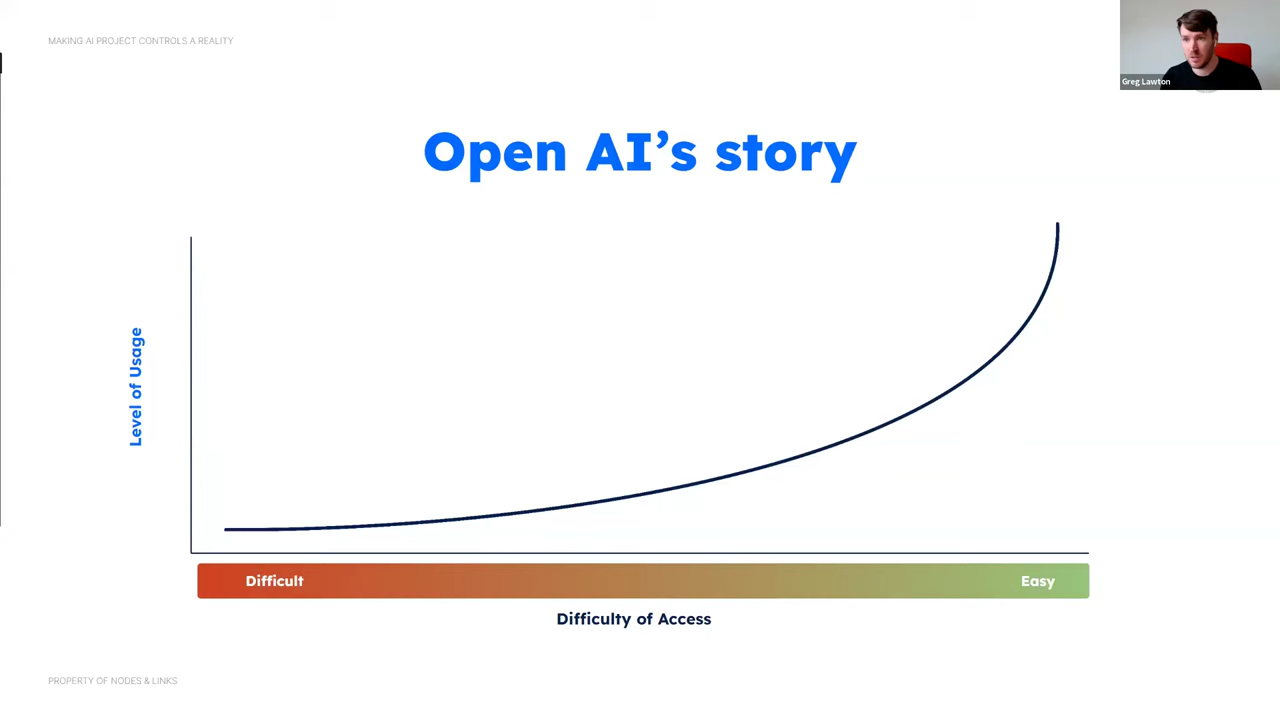 MAKING AI PROJECT CONTROLS A REALITY
Greg Lawton
Open AI’s story
Level of Usage
Difficult
Easy
Difficulty of Access
PROPERTY OF NODES & LINKS